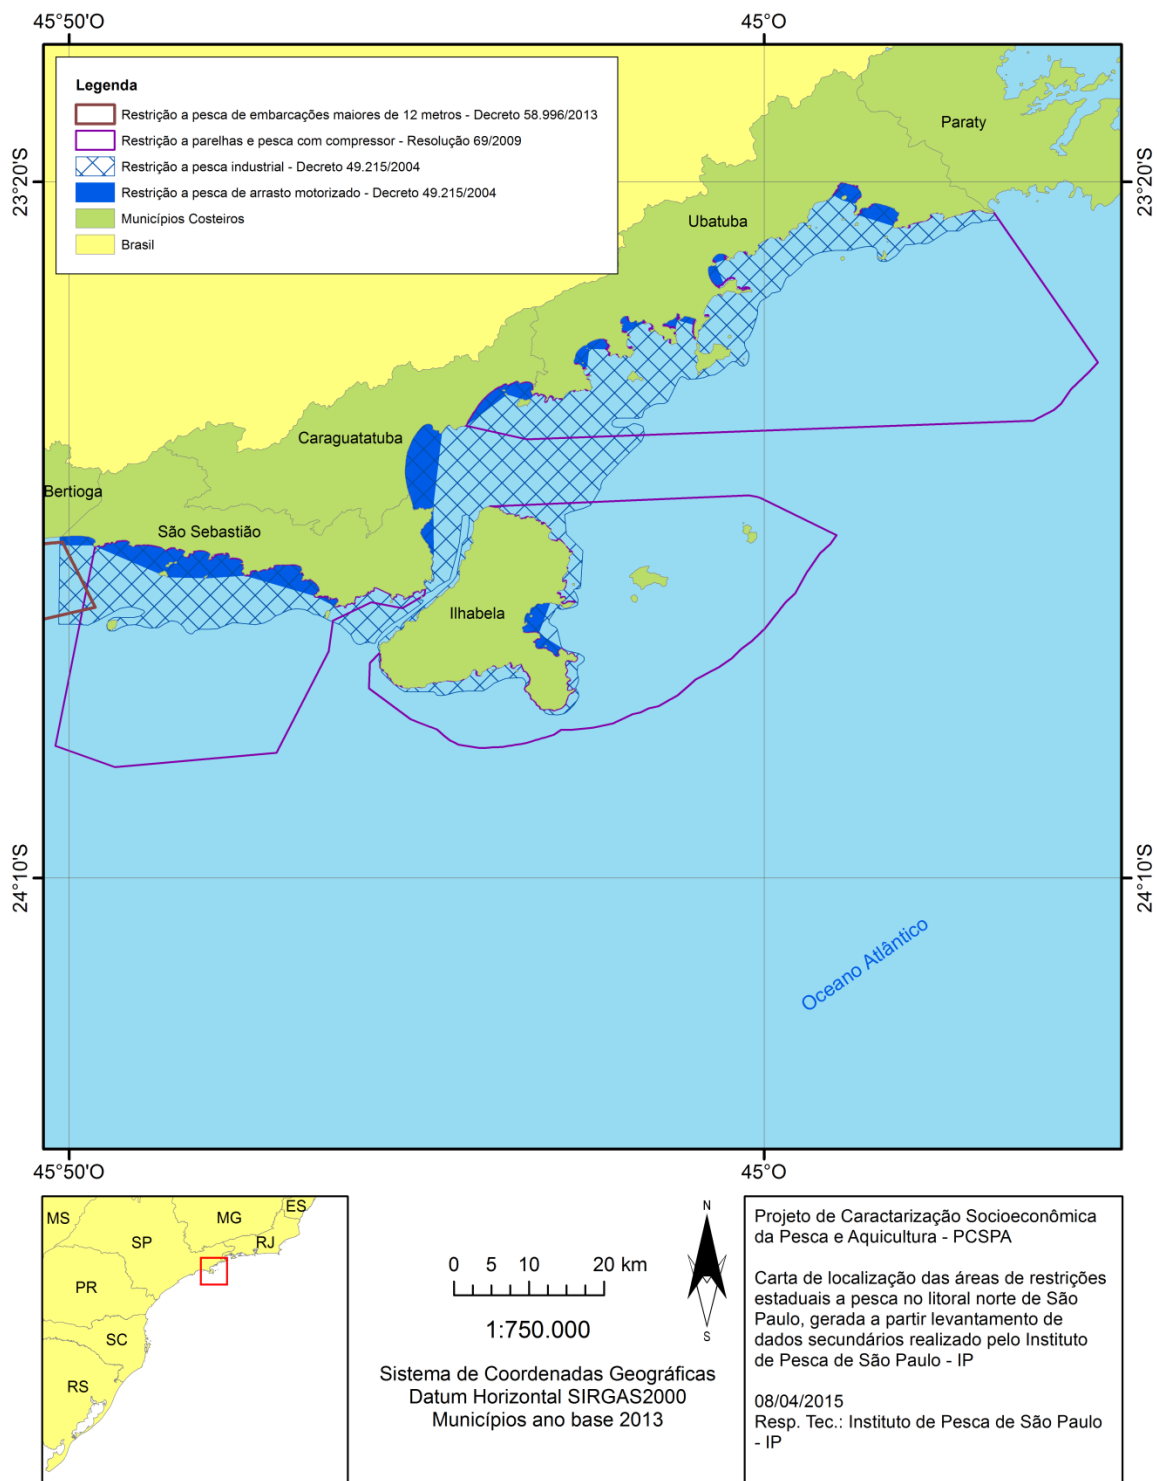 45°50'O
45°O
Legenda
Restrição a pesca de embarcações maiores de 12 metros - Decreto 58.996/2013
Restrição a parelhas e pesca com compressor - Resolução 69/2009
Restrição a pesca industrial - Decreto 49.215/2004
Restrição a pesca de arrasto motorizado - Decreto 49.215/2004
Municípios Costeiros
Brasil
23°20'S
23°20'S
Paraty
Ubatuba
Caraguatatuba
Bertioga
São Sebastião
Ilhabela
24°10'S
24°10'S
Oceano Atlântico
45°50'O
45°O
MS
MG
ES
SP
RJ
PR
SC
RS
0 5 10 20 km
1:750.000
Sistema de Coordenadas Geográficas
Datum Horizontal SIRGAS2000
Municípios ano base 2013
N
S
Projeto de Caractarização Socioeconômica
da Pesca e Aquicultura - PCSPA
Carta de localização das áreas de restrições
estaduais a pesca no litoral norte de São
Paulo, gerada a partir levantamento de
dados secundários realizado pelo Instituto
de Pesca de São Paulo - IP
08/04/2015
Resp. Tec.: Instituto de Pesca de São Paulo
- IP